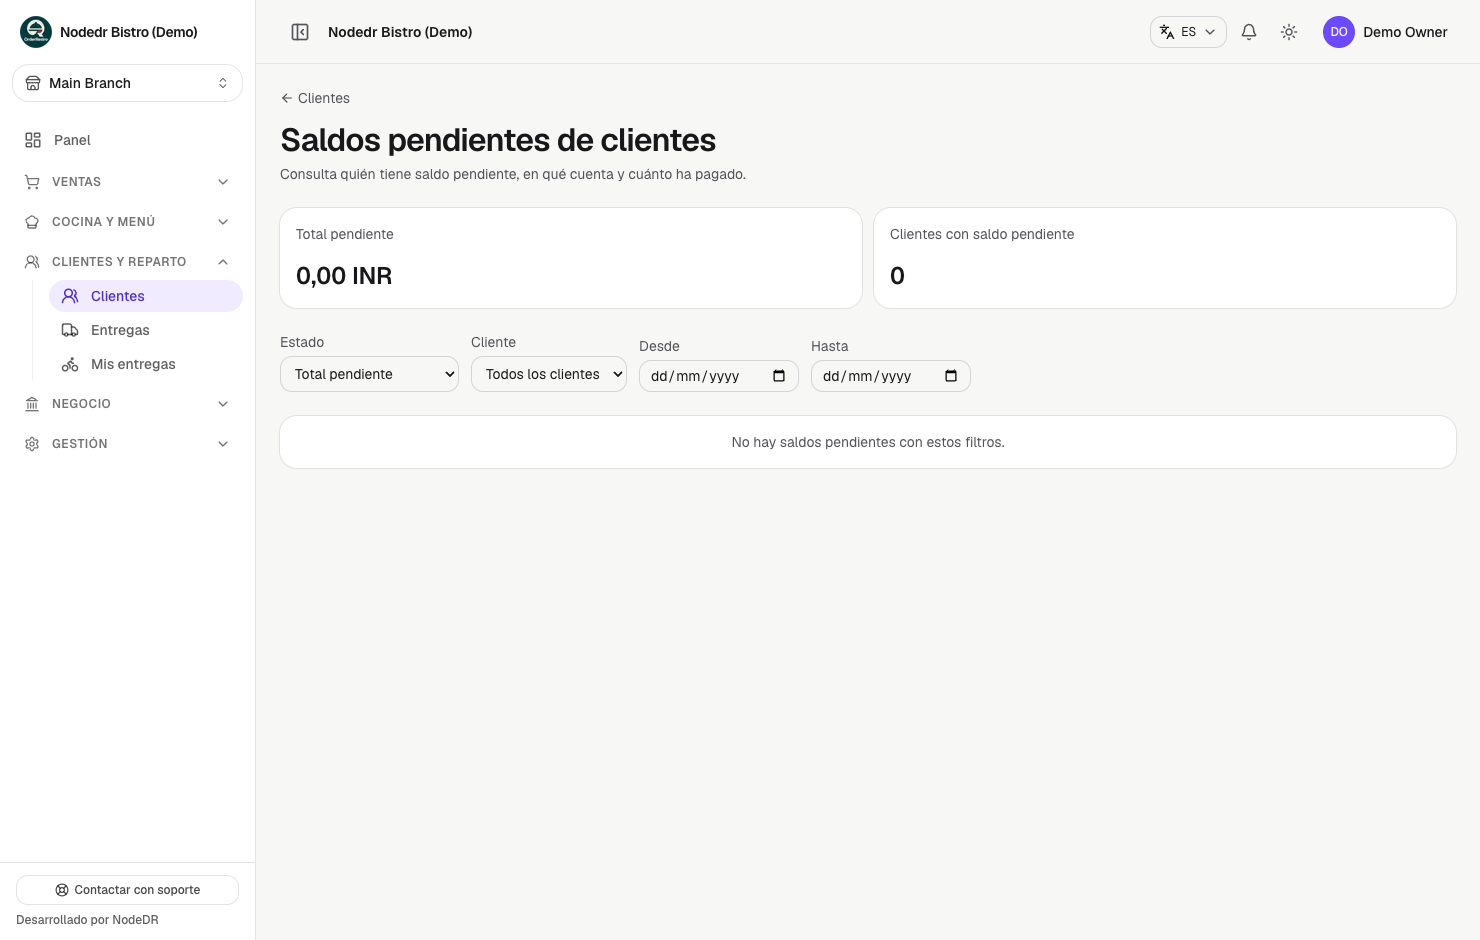 Nodedr Bistro (Demo)
Main Branch
Panel
VENTAS
COCINA Y MENÚ
CLIENTES Y REPARTO
Clientes
Entregas
Mis entregas
NEGOCIO
GESTIÓN
Contactar con soporte
Desarrollado por NodeDR
Nodedr Bistro (Demo)
ES
DO
Demo Owner
← Clientes
Saldos pendientes de clientes
Consulta quién tiene saldo pendiente, en qué cuenta y cuánto ha pagado.
Total pendiente
0,00 INR
Clientes con saldo pendiente
0
Estado
Total pendiente
Cliente
Todos los clientes
Desde
dd/mm/yyyy
Hasta
dd/mm/yyyy
No hay saldos pendientes con estos filtros.